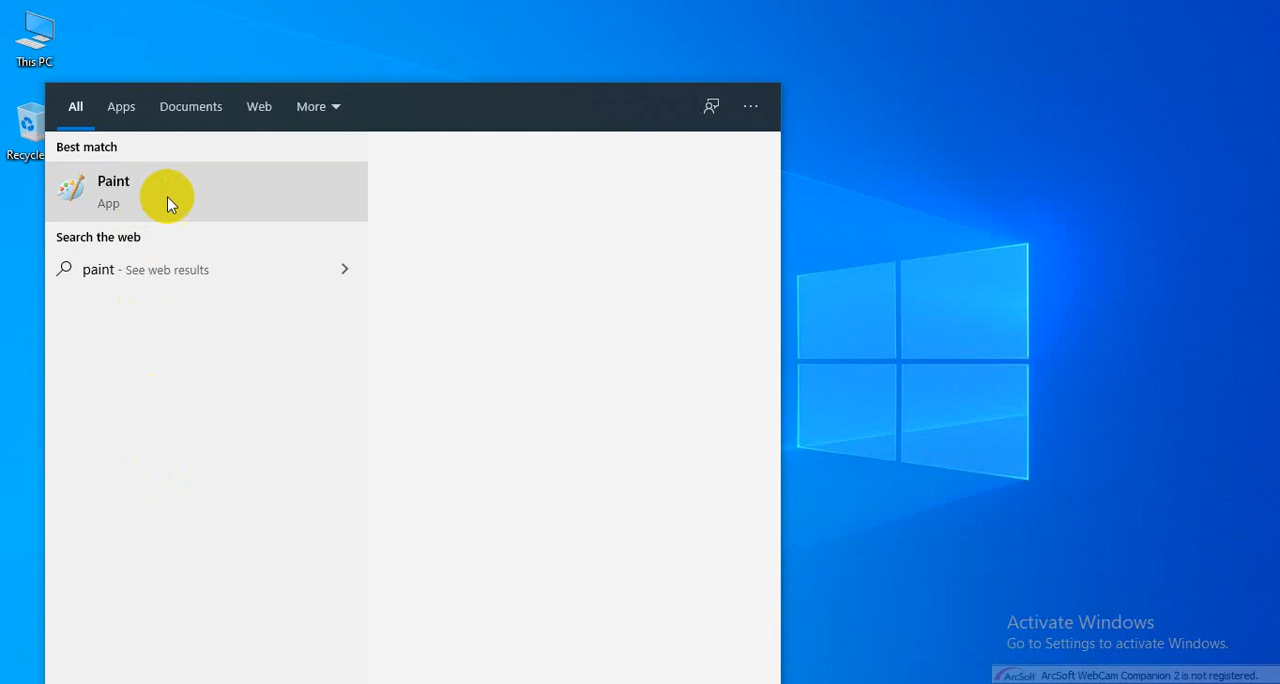 This PC
Recycle
All Apps Documents Web More
Best match
Paint
App
Search the web
paint - See web results
Activate Windows
Go to Settings to activate Windows.
ArcSoft ArcSoft WebCam Companion 2 is not registered.